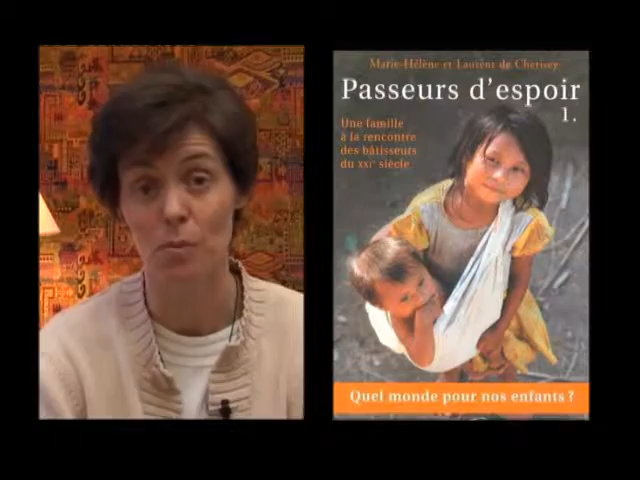 Marie-Hélène et Laurent de Cherisey
Passeurs d'espoir
1.
Une famille
à la rencontre
des bâtisseurs
du XXIe siècle
Quel monde pour nos enfants ?